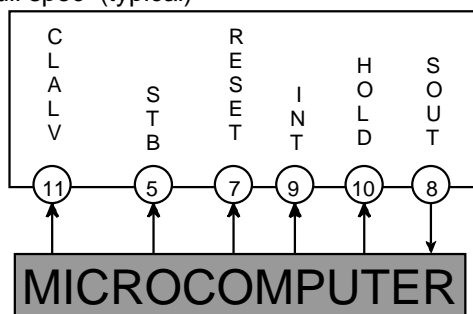 CLALV
STB
RESET
INT
HOLD
SOUT
11
5
7
9
10
8
MICROCOMPUTER